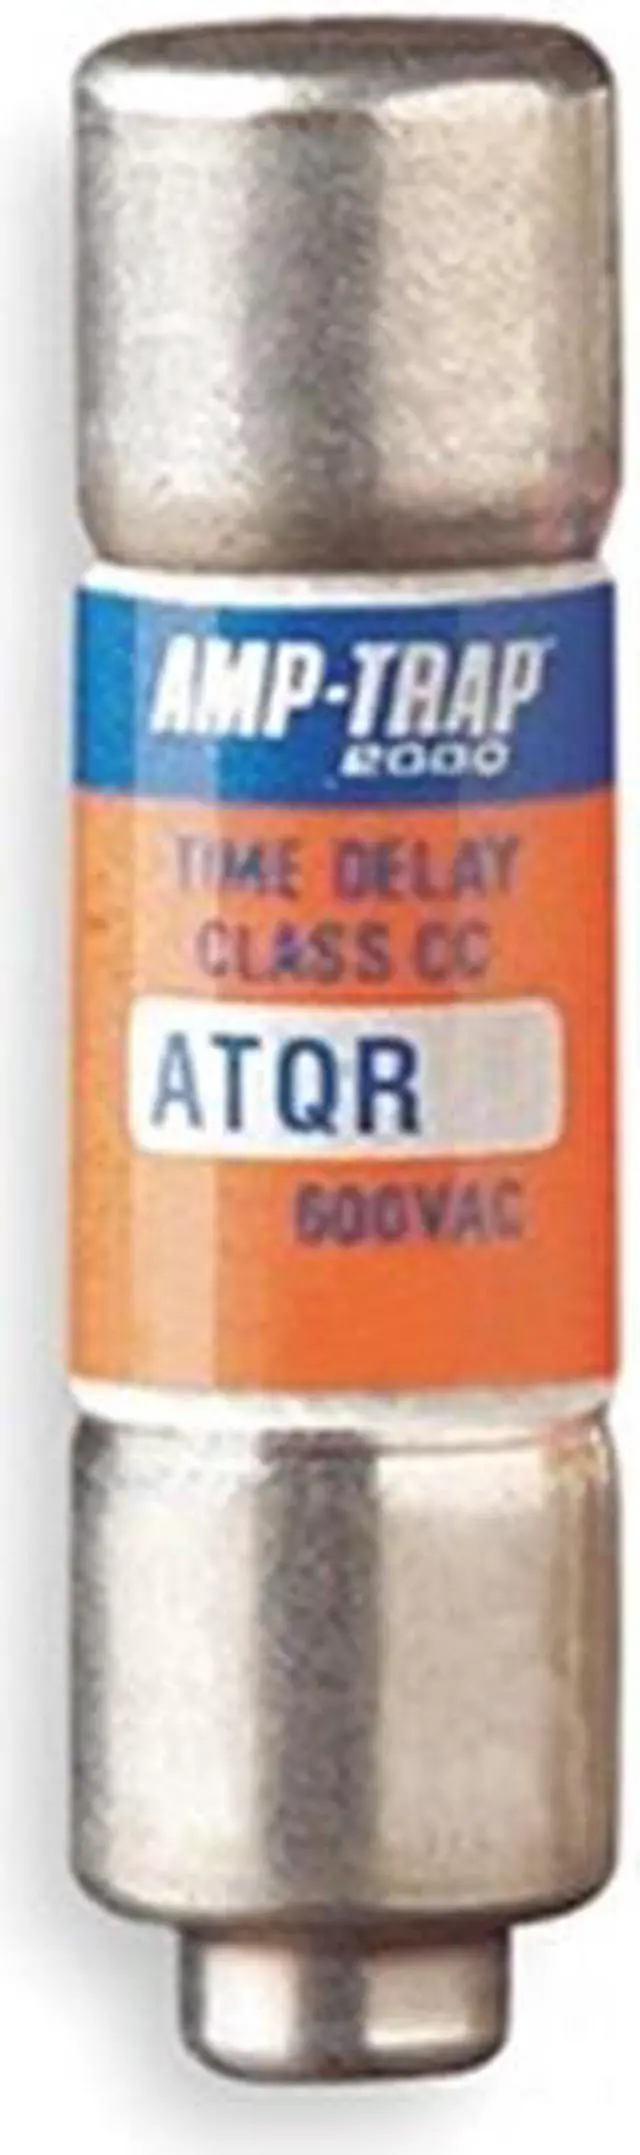 AMP-TRAP
2000
TIME DELAY
CLASS CC
ATQR
600VAC